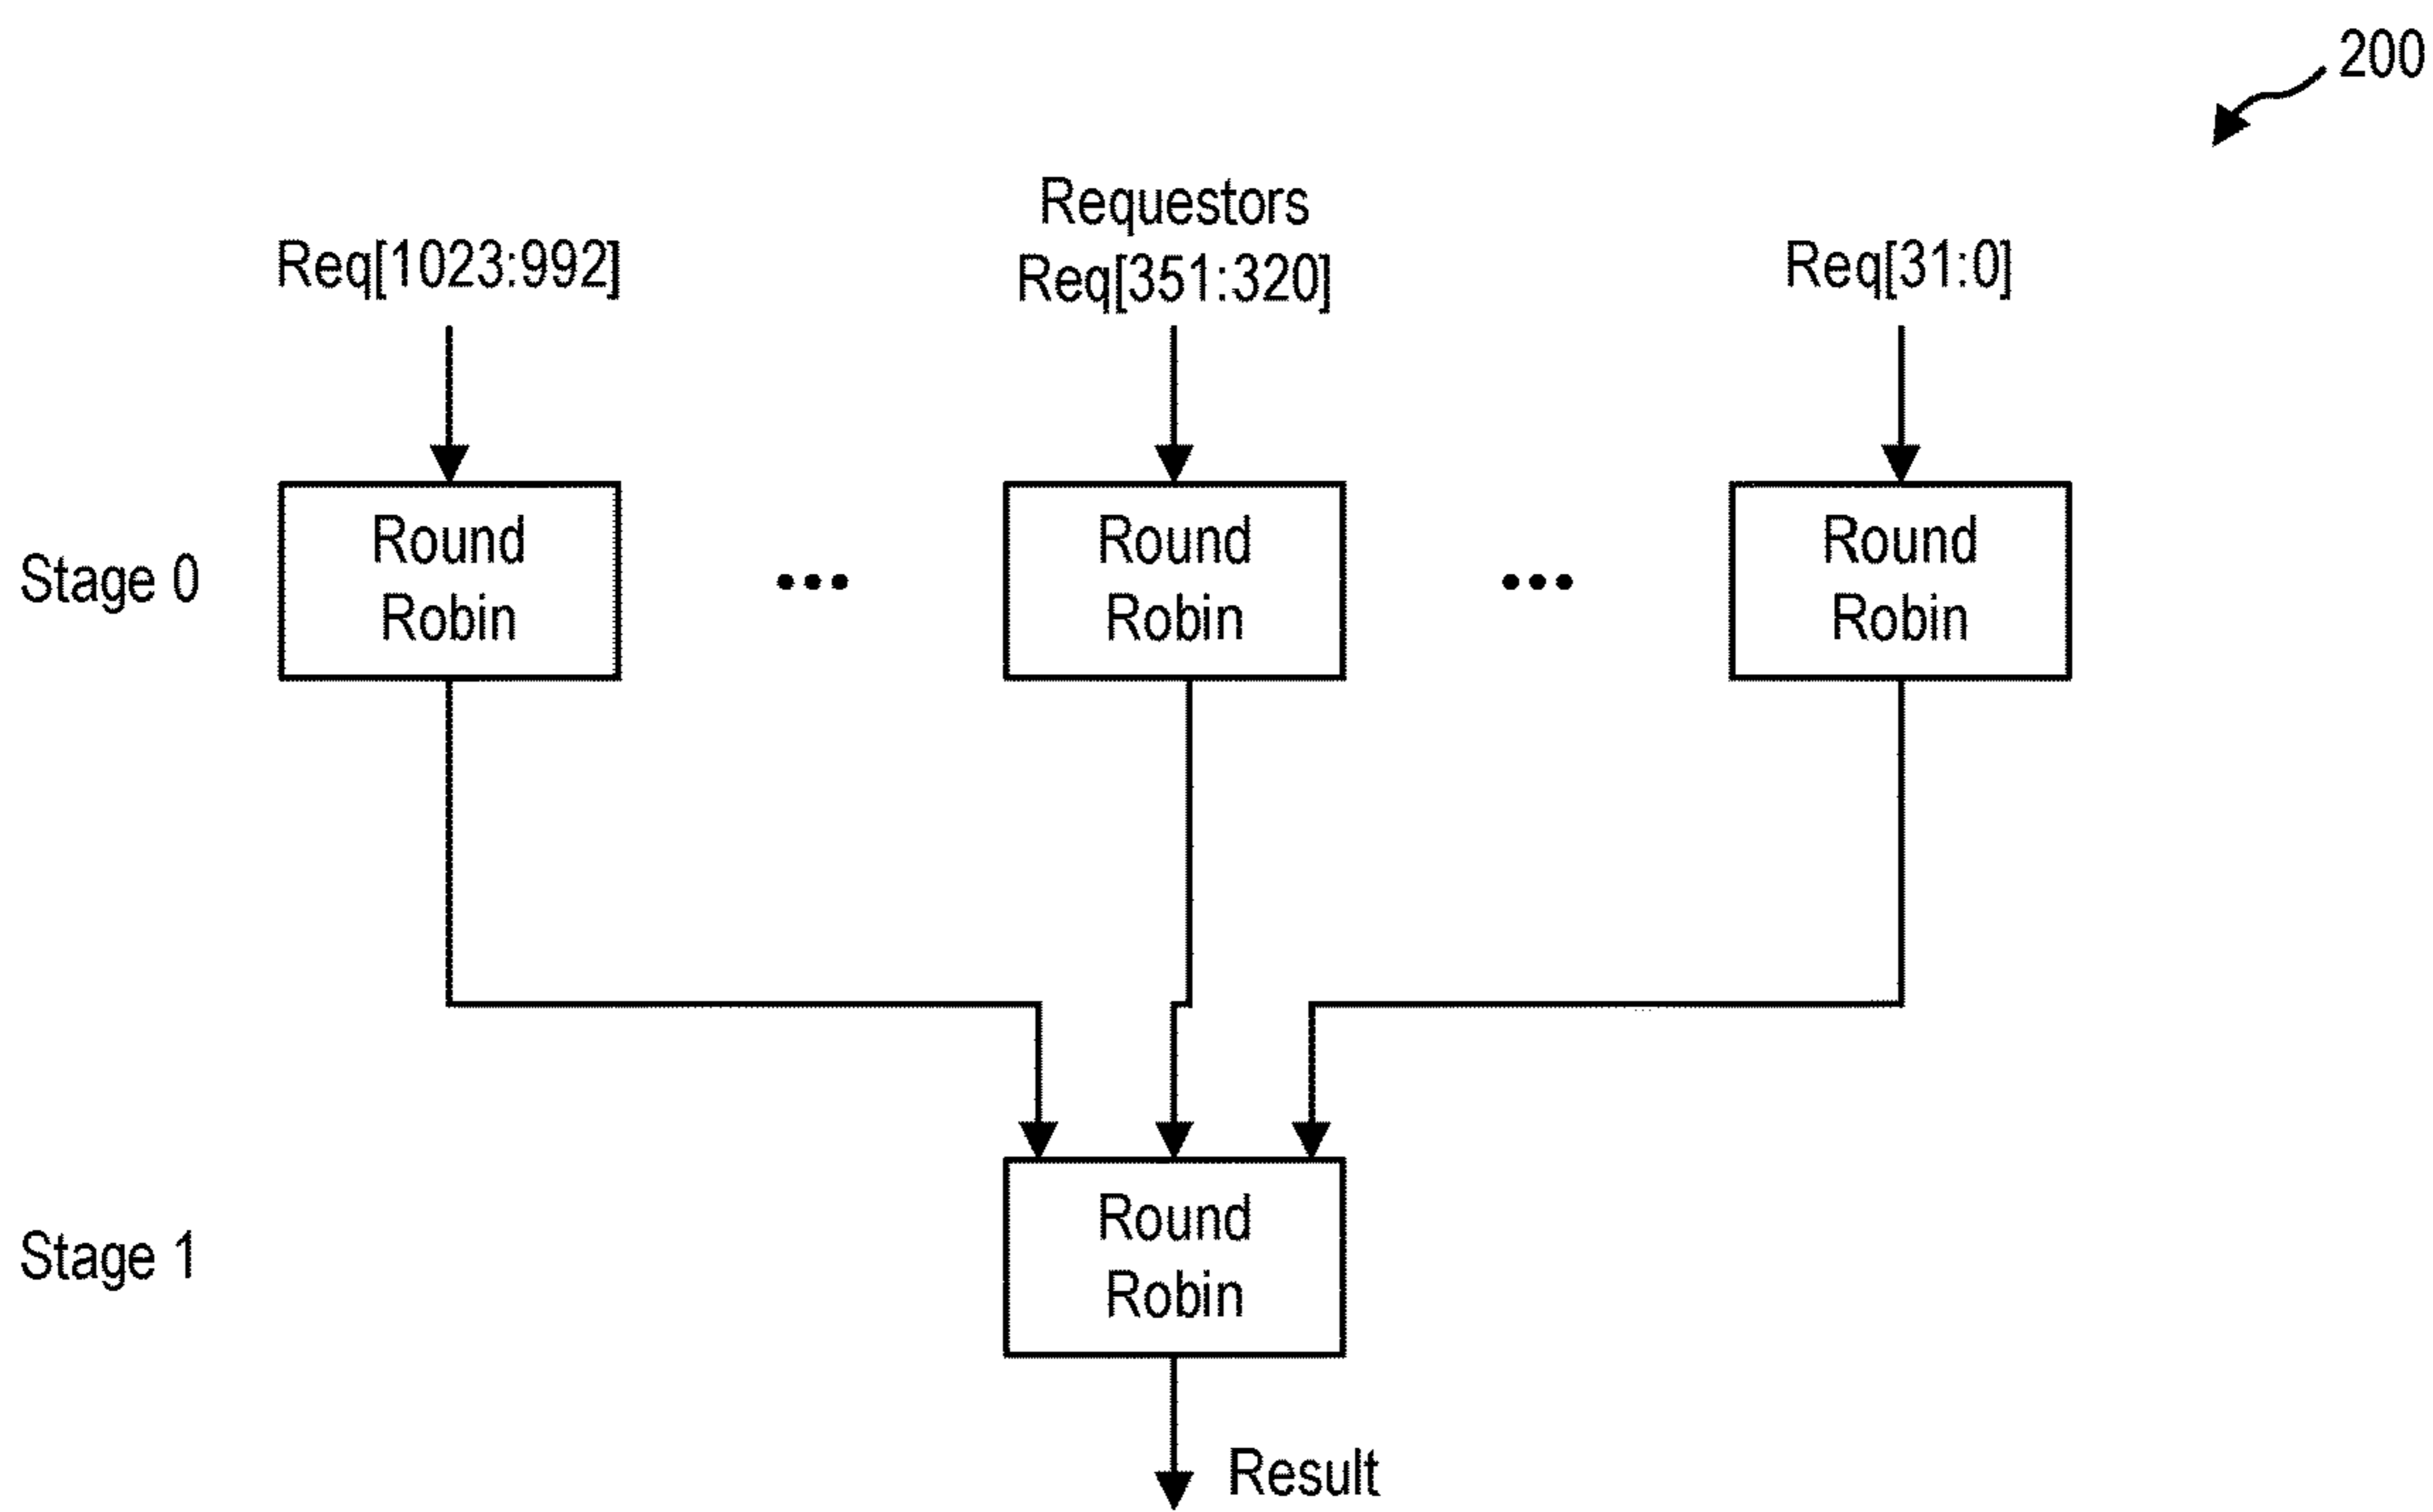 200
Requestors
Req[1023:992]
Req[351:320]
Req[31:0]
Stage 0
Round
Robin
Round
Robin
Round
Robin
Stage 1
Round
Robin
Result